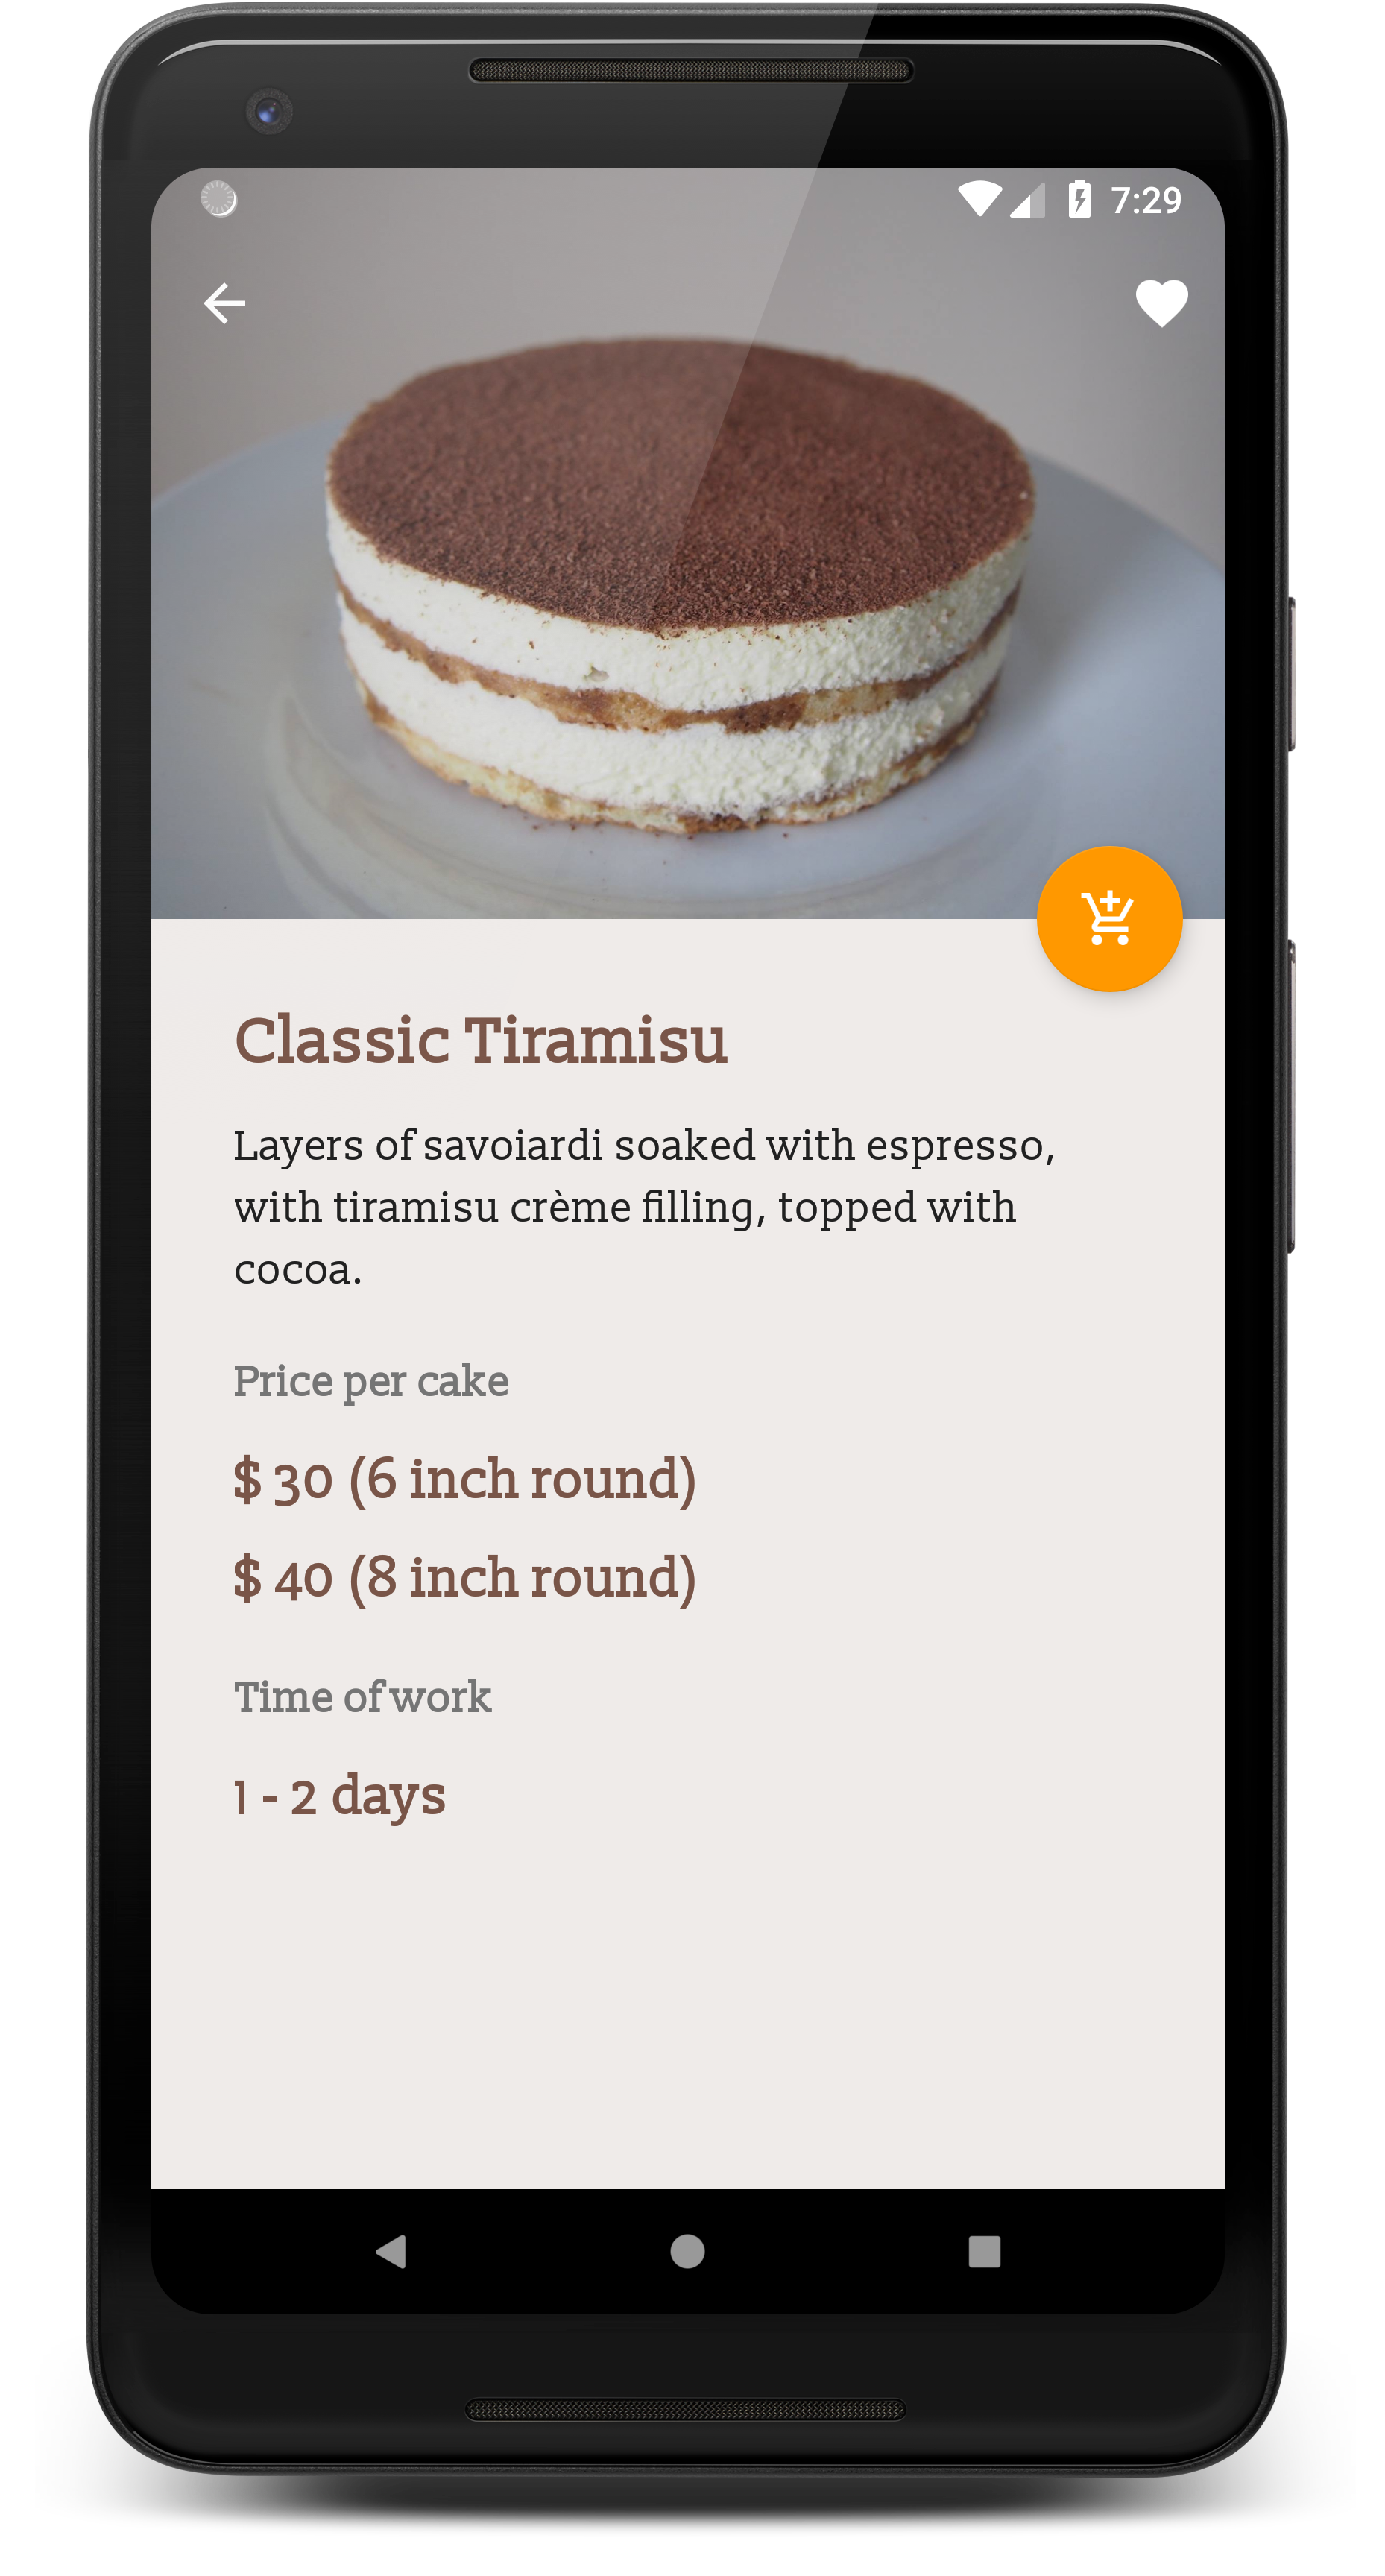 7:29
Classic Tiramisu
Layers of savoiardi soaked with espresso,
with tiramisu crème filling, topped with
cocoa.
Price per cake
$ 30 (6 inch round)
$ 40 (8 inch round)
Time of work
1 - 2 days